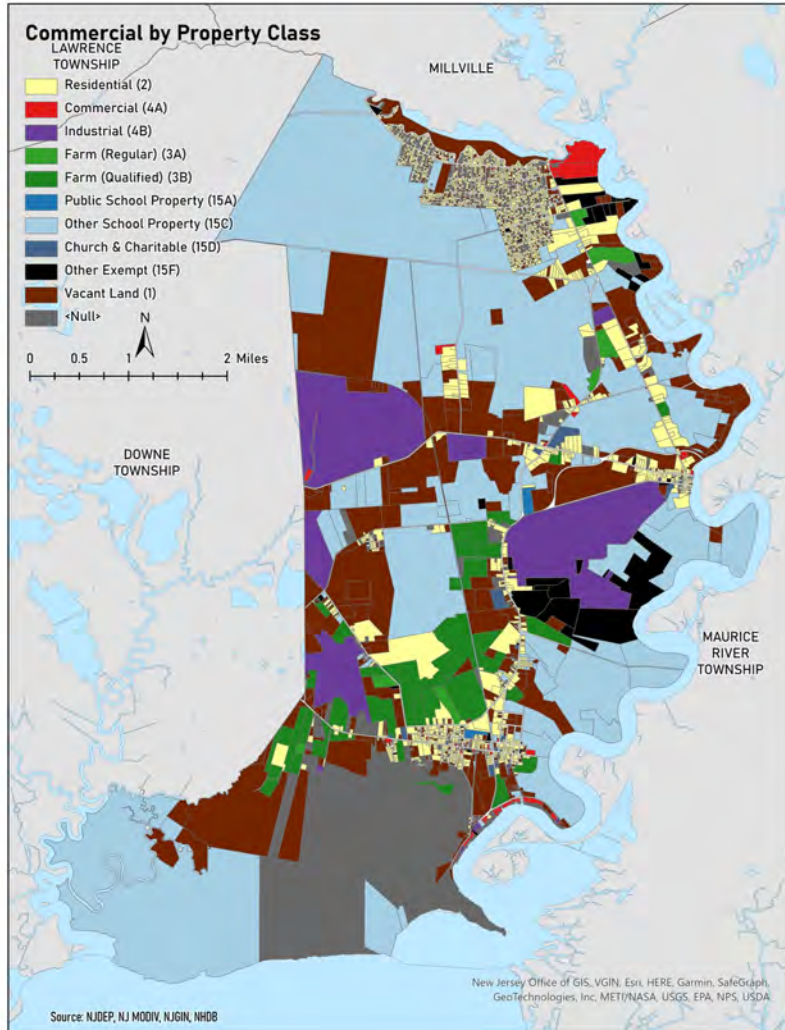 Commercial by Property Class
LAWRENCE
TOWNSHIP
MILLVILLE
Residential (2)
Commercial (4A)
Industrial (4B)
Farm (Regular) (3A)
Farm (Qualified) (3B)
Public School Property (15A)
Other School Property (15C)
Church & Charitable (15D)
Other Exempt (15F)
Vacant Land (1)
<Null>
N
0 0.5 1 2 Miles
DOWNE
TOWNSHIP
MAURICE
RIVER
TOWNSHIP
New Jersey Office of GIS, VGIN, Esri, HERE, Garmin, SafeGraph,
GeoTechnologies, Inc, METI/NASA, USGS, EPA, NPS, USDA
Source: NJDEP, NJ MODIV, NJGIN, NHDB